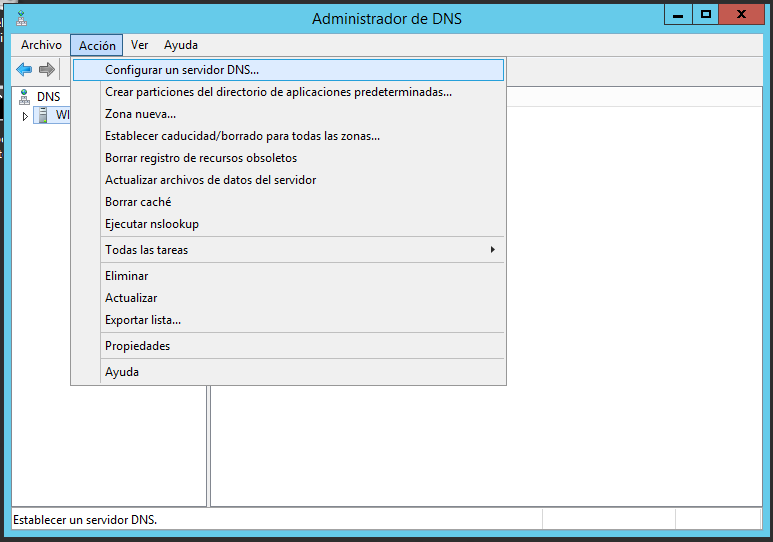 Administrador de DNS
Archivo Acción Ver Ayuda
Configurar un servidor DNS...
Crear particiones del directorio de aplicaciones predeterminadas...
Zona nueva...
Establecer caducidad/borrado para todas las zonas...
Borrar registro de recursos obsoletos
Actualizar archivos de datos del servidor
Borrar caché
Ejecutar nslookup
Todas las tareas
Eliminar
Actualizar
Exportar lista...
Propiedades
Ayuda
DNS
WI
Establecer un servidor DNS.